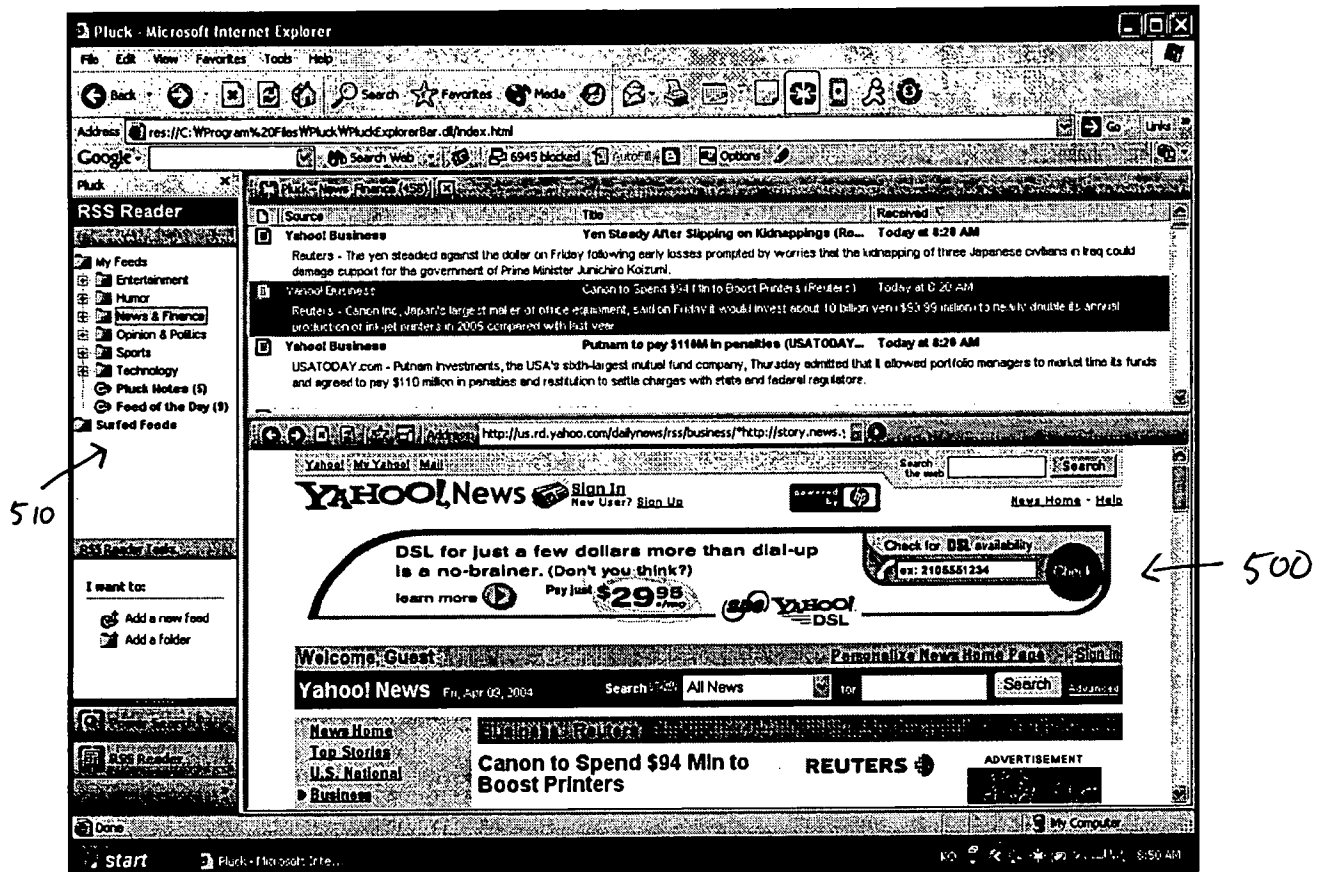 Pluck - Microsoft Internet Explorer
File Edit View Favorites Tools Help
Back Search Favorites Media
Address res://C:₩Program%20Files₩Pluck₩PluckExplorerBar.dll/index.html Go Links
Google Search Web 6945 blocked AutoFill Options
Pluck
Pluck - News Finance (458)
RSS Reader
Source Title Received
Yahoo! Business Yen Steady After Slipping on Kidnappings (Re... Today at 8:20 AM
Reuters - The yen steadied against the dollar on Friday following early losses prompted by worries that the kidnapping of three Japanese civilians in Iraq could
damage support for the government of Prime Minister Junichiro Koizumi.
Yahoo! Business Canon to Spend $94 Mln to Boost Printers (Reuters) Today at 8:20 AM
Reuters - Canon Inc, Japan's largest maker of office equipment, said on Friday it would invest about 10 billion yen ($93.99 million) to nearly double its annual
production of ink-jet printers in 2005 compared with last year
Yahoo! Business Putnam to pay $110M in penalties (USATODAY... Today at 8:20 AM
USATODAY.com - Putnam Investments, the USA's sixth-largest mutual fund company, Thursday admitted that it allowed portfolio managers to market time its funds
and agreed to pay $110 million in penalties and restitution to settle charges with state and federal regulators.
My Feeds
Entertainment
Humor
News & Finance
Opinion & Politics
Sports
Technology
Pluck Notes (5)
Feed of the Day (9)
Surfed Feeds
510
RSS Reader Tasks
I want to:
Add a new feed
Add a folder
RSS Reader
Address http://us.rd.yahoo.com/dailynews/rss/business/*http://story.news.y
Yahoo! My Yahoo! Mail
Search the web Search
YAHOO! News Sign In
New User? Sign Up
powered by hp
News Home - Help
DSL for just a few dollars more than dial-up
is a no-brainer. (Don't you think?)
learn more Pay just $29.95
SBC YAHOO! DSL
Check for DSL availability
ex: 2105551234 Check
500
Welcome, Guest Personalize News Home Page - Sign In
Yahoo! News Fri, Apr 09, 2004 Search All News for Search Advanced
News Home
Top Stories
U.S. National
Business
Business - Reuters
Canon to Spend $94 Mln to
Boost Printers
REUTERS
ADVERTISEMENT
Done My Computer
start Pluck - Microsoft Inte... KO 8:50 AM